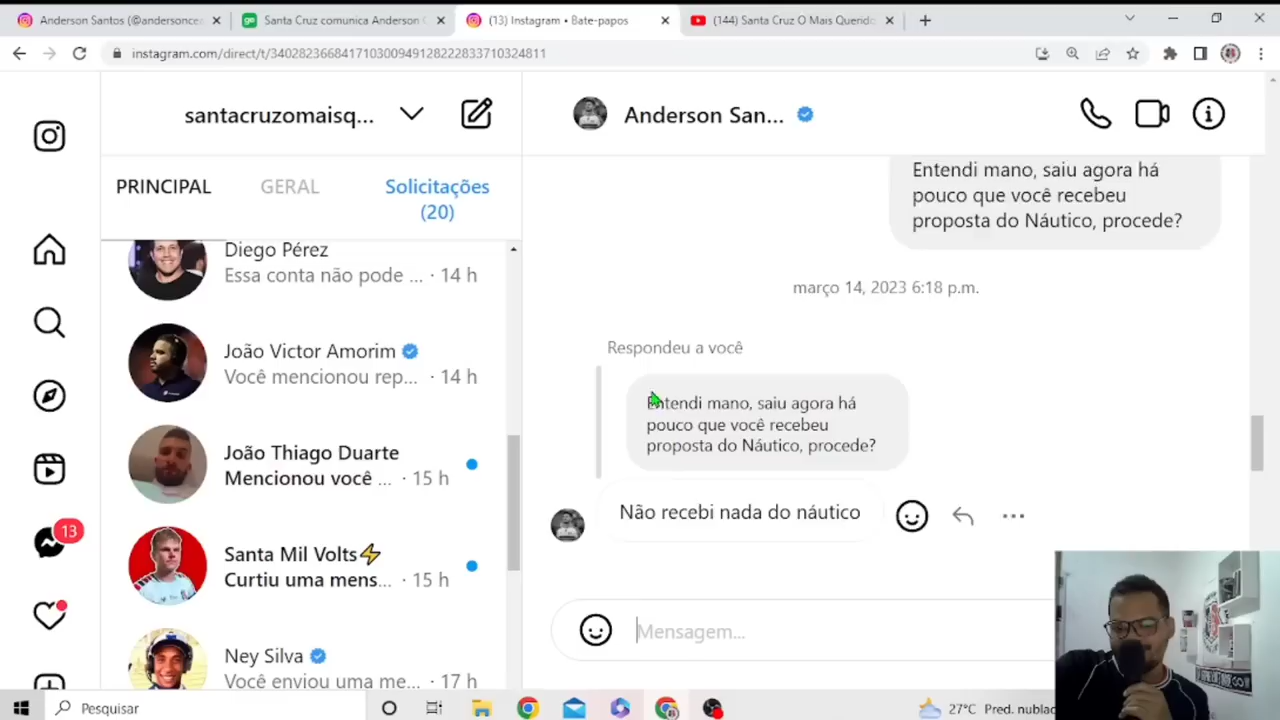 Anderson Santos (@andersoncea
Santa Cruz comunica Anderson C
(13) Instagram • Bate-papos
(144) Santa Cruz O Mais Querido
instagram.com/direct/t/340282366841710300949128222833710324811
santacruzomaisq...
Anderson San...
PRINCIPAL
GERAL
Solicitações
(20)
Diego Pérez
Essa conta não pode ... · 14 h
João Victor Amorim
Você mencionou rep... · 14 h
João Thiago Duarte
Mencionou você ... · 15 h
Santa Mil Volts⚡
Curtiu uma mens... · 15 h
Ney Silva
Você enviou uma me... · 17 h
13
Entendi mano, saiu agora há
pouco que você recebeu
proposta do Náutico, procede?
março 14, 2023 6:18 p.m.
Respondeu a você
Entendi mano, saiu agora há
pouco que você recebeu
proposta do Náutico, procede?
Não recebi nada do náutico
Mensagem...
Pesquisar
27°C Pred. nublac